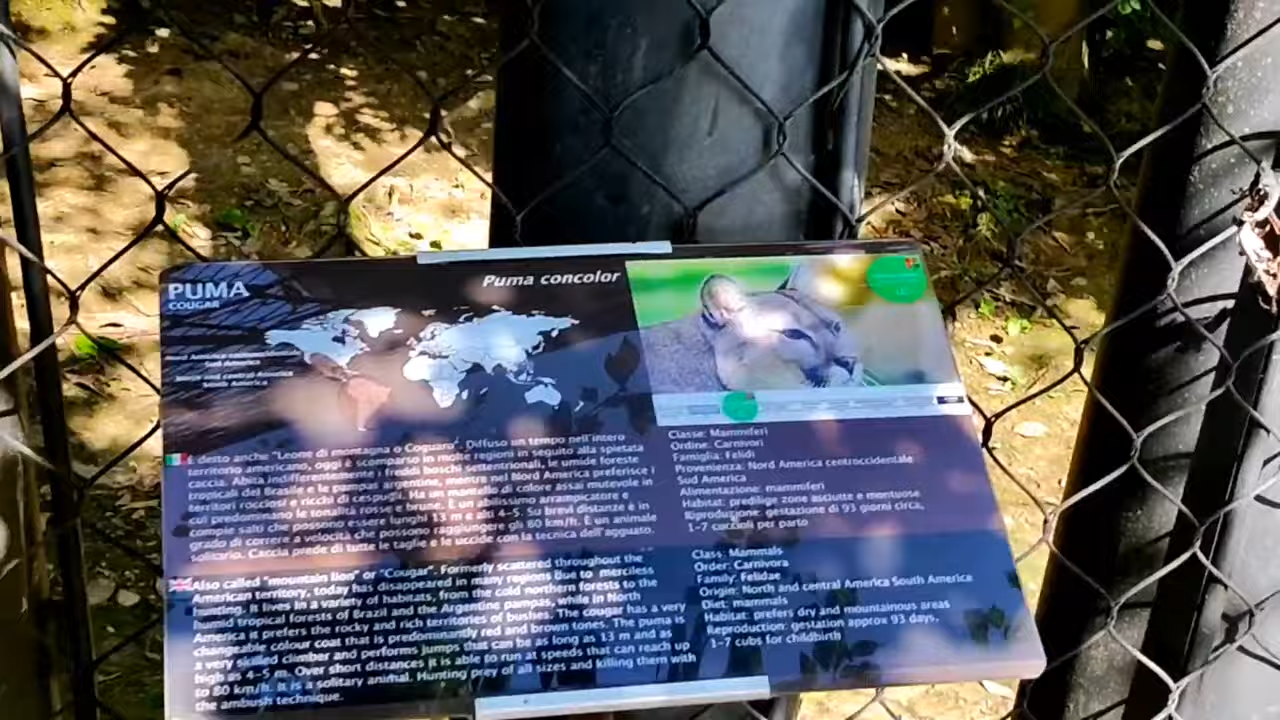 PUMA
COUGAR
Puma concolor
Nord America centroccidentale
Sud America
North and central America
South America
È detto anche "Leone di montagna o Coguaro". Diffuso un tempo nell'intero
territorio americano, oggi è scomparso in molte regioni in seguito alla spietata
caccia. Abita indifferentemente i freddi boschi settentrionali, le umide foreste
tropicali del Brasile e le pampas argentine, mentre nel Nord America preferisce i
territori rocciosi e ricchi di cespugli. Ha un mantello di colore assai mutevole in
cui predominano le tonalità rosse e brune. È un abilissimo arrampicatore e
compie salti che possono essere lunghi 13 m e alti 4-5. Su brevi distanze è in
grado di correre a velocità che possono raggiungere gli 80 km/h. È un animale
solitario. Caccia prede di tutte le taglie e le uccide con la tecnica dell'agguato.
Classe: Mammiferi
Ordine: Carnivori
Famiglia: Felidi
Provenienza: Nord America centroccidentale
Sud America
Alimentazione: mammiferi
Habitat: predilige zone asciutte e montuose
Riproduzione: gestazione di 93 giorni circa,
1-7 cuccioli per parto
Also called "mountain lion" or "Cougar". Formerly scattered throughout the
American territory, today has disappeared in many regions due to merciless
hunting. It lives in a variety of habitats, from the cold northern forests to the
humid tropical forests of Brazil and the Argentine pampas, while in North
America it prefers the rocky and rich territories of bushes. The cougar has a very
changeable colour coat that is predominantly red and brown tones. The puma is
a very skilled climber and performs jumps that can be as long as 13 m and as
high as 4-5 m. Over short distances it is able to run at speeds that can reach up
to 80 km/h. It is a solitary animal. Hunting prey of all sizes and killing them with
the ambush technique.
Class: Mammals
Order: Carnivora
Family: Felidae
Origin: North and central America South America
Diet: mammals
Habitat: prefers dry and mountainous areas
Reproduction: gestation approx 93 days,
1-7 cubs for childbirth